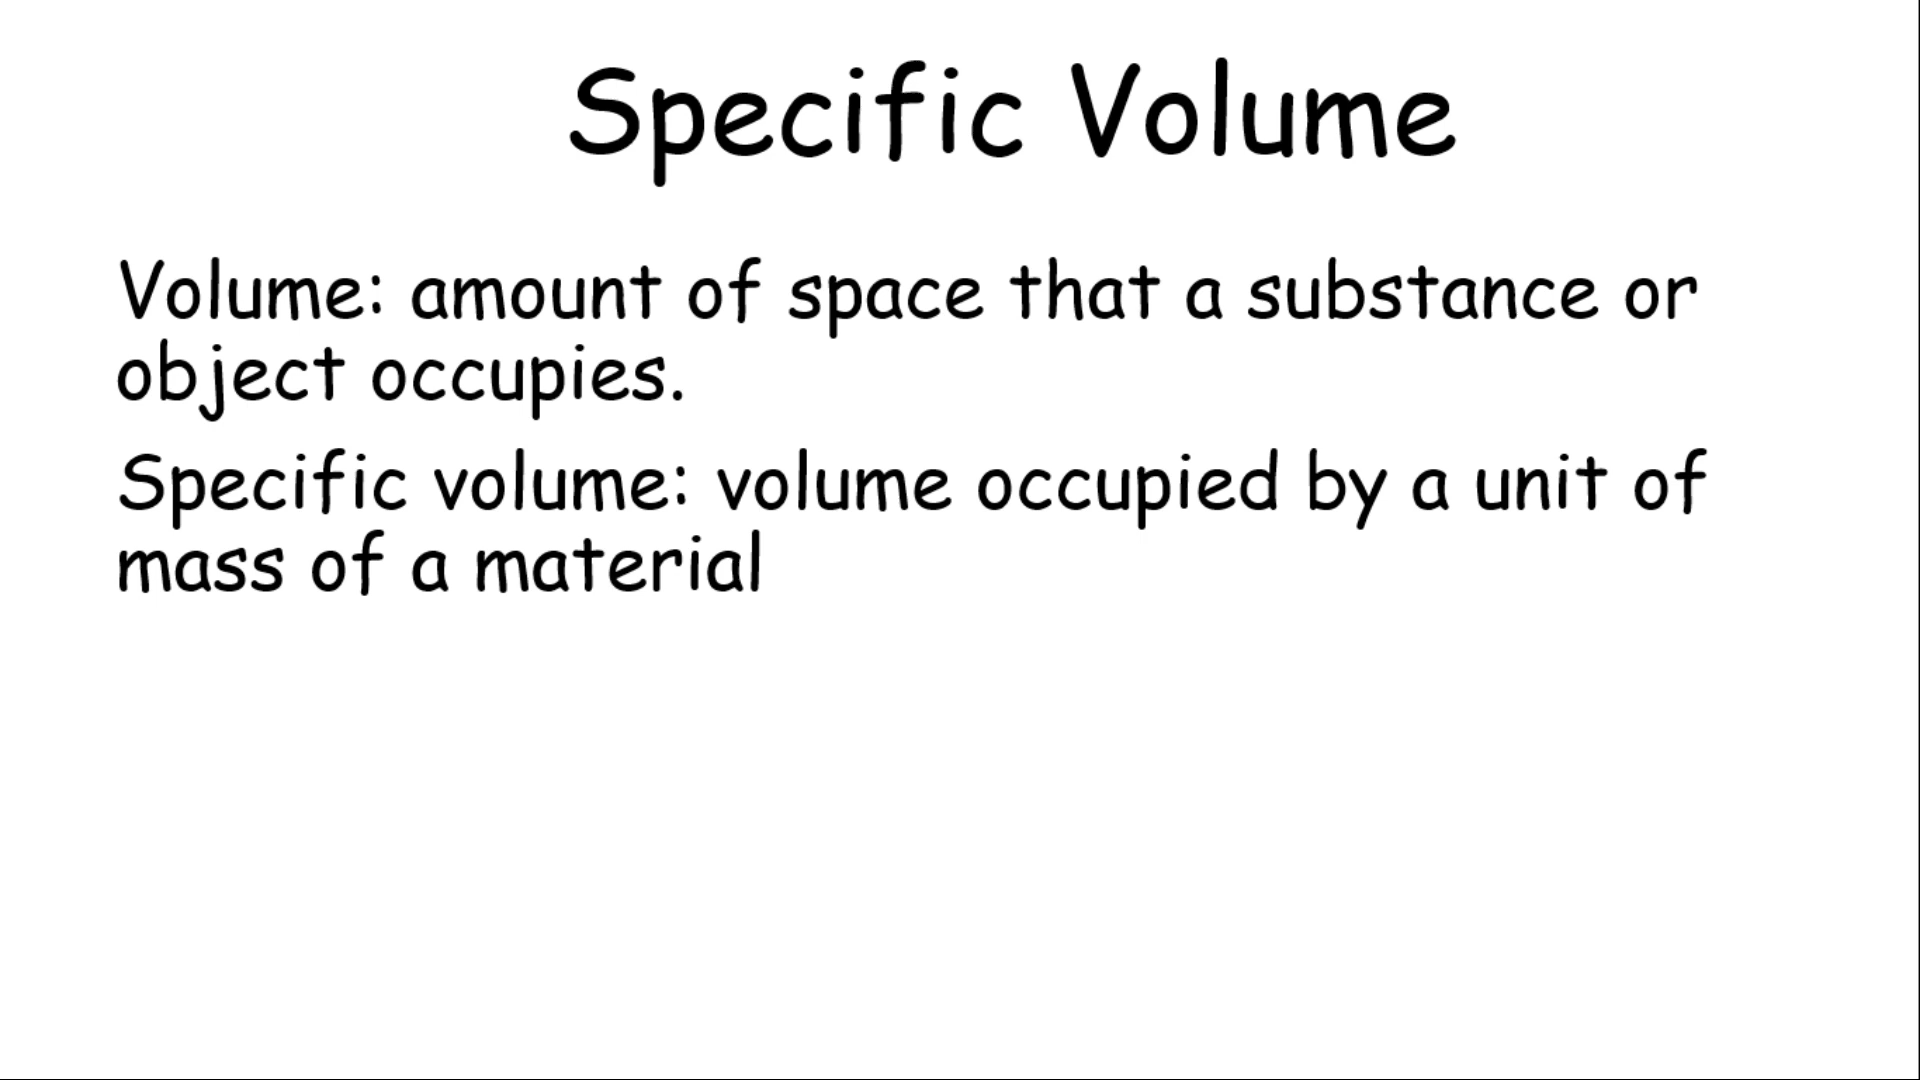 Specific Volume
Volume: amount of space that a substance or
object occupies.
Specific volume: volume occupied by a unit of
mass of a material